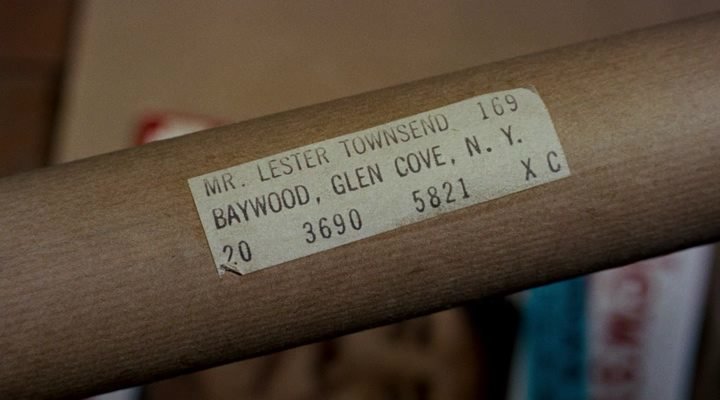 MR. LESTER TOWNSEND 169
BAYWOOD, GLEN COVE, N. Y.
20 3690 5821 X C